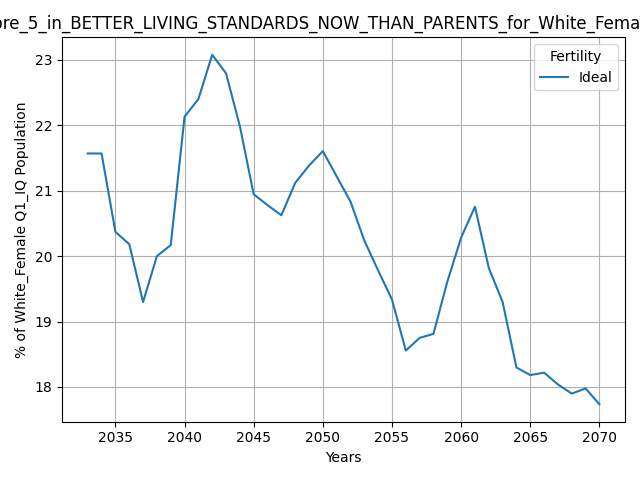 ore_5_in_BETTER_LIVING_STANDARDS_NOW_THAN_PARENTS_for_White_Fema
Fertility
Ideal
% of White_Female Q1_IQ Population
23
22
21
20
19
18
2035 2040 2045 2050 2055 2060 2065 2070
Years